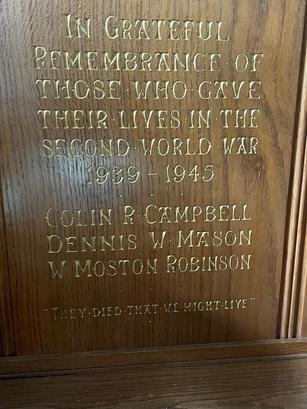 In Grateful
Remembrance·of
those·who·gave
their·lives·in·the
Second·World·War
1939-1945
Colin·R·Campbell
Dennis·W·Mason
W·Moston·Robinson
"They·died·that·we·might·live"